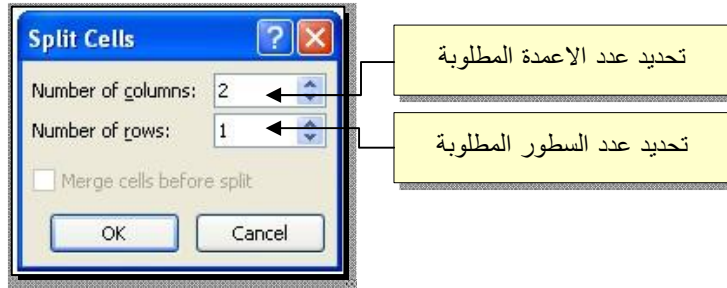 Split Cells
Number of columns: 2
تحديد عدد الاعمدة المطلوبة
Number of rows: 1
تحديد عدد السطور المطلوبة
Merge cells before split
OK Cancel